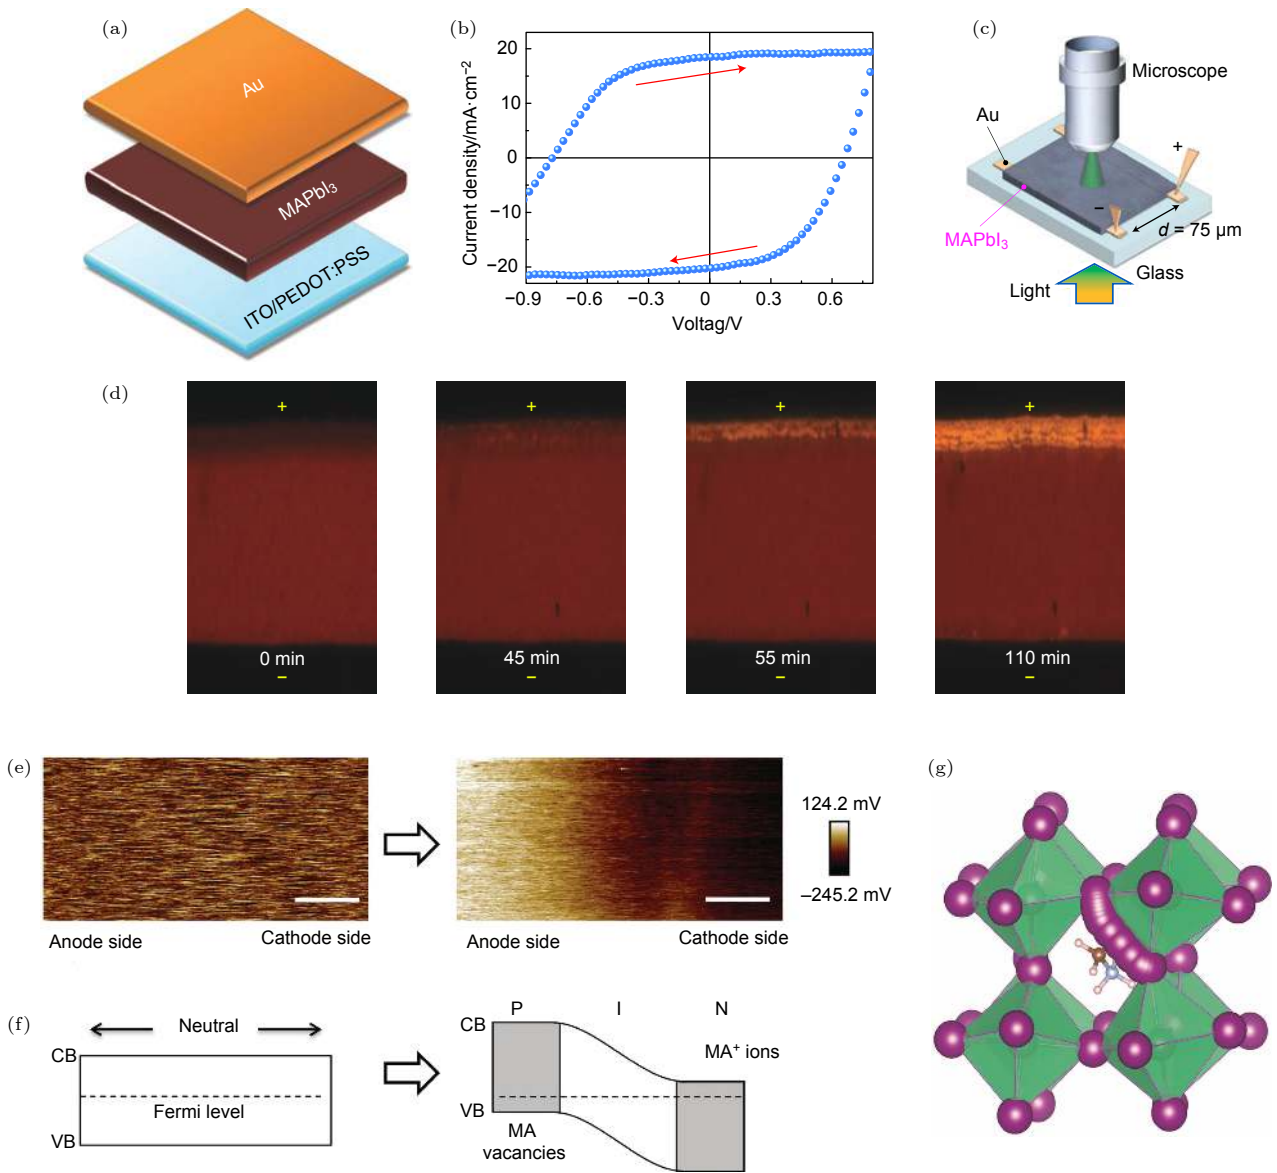 (a)
Au
MAPbI₃
ITO/PEDOT:PSS
(b)
Current density/mA·cm⁻²
20
10
0
−10
−20
−0.9
−0.6
−0.3
0
0.3
0.6
Voltag/V
(c)
Microscope
Au
+
−
MAPbI₃
d = 75 μm
Glass
Light
(d)
+
0 min
−
+
45 min
−
+
55 min
−
+
110 min
−
(e)
Anode side
Cathode side
Anode side
Cathode side
124.2 mV
−245.2 mV
(f)
Neutral
CB
Fermi level
VB
P
I
N
CB
MA⁺ ions
VB
MA
vacancies
(g)